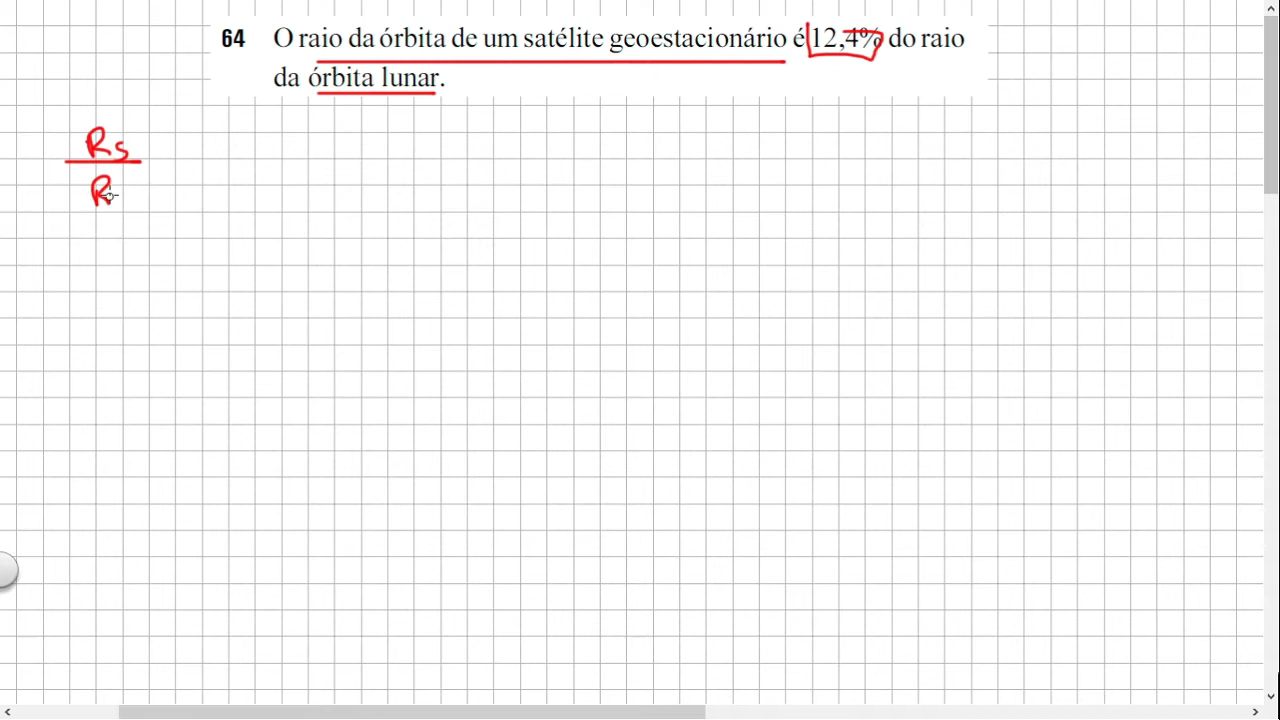 64 O raio da órbita de um satélite geoestacionário é 12,4% do raio
da órbita lunar.
Rs
R